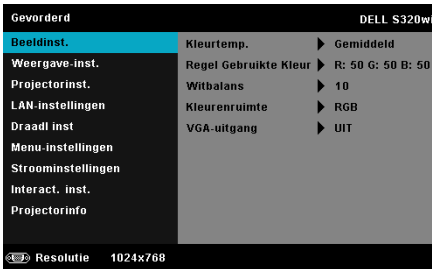 Gevorderd DELL S320wi
Beeldinst.
Weergave-inst.
Projectorinst.
LAN-instellingen
Draadl inst
Menu-instellingen
Stroominstellingen
Interact. inst.
Projectorinfo
Kleurtemp. Gemiddeld
Regel Gebruikte Kleur R: 50 G: 50 B: 50
Witbalans 10
Kleurenruimte RGB
VGA-uitgang UIT
Resolutie 1024x768